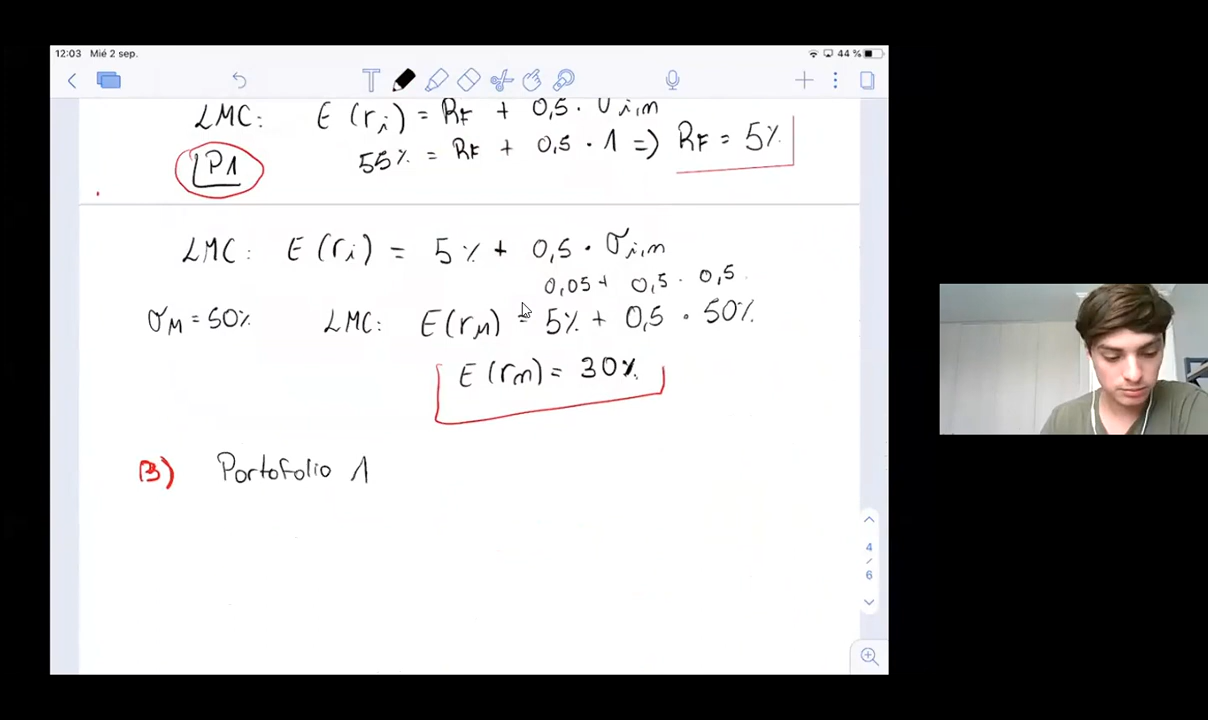 12:03 Mié 2 sep. 44 %
T
LMC: E (ri) = RF + 0,5 · σi,m
55% = RF + 0,5 · 1 => RF = 5%
P1
LMC: E (ri) = 5% + 0,5 · σi,m
0,05 + 0,5 · 0,5
σM = 50% LMC: E(rM) = 5% + 0,5 · 50%
E (rm) = 30%
B) Portofolio 1
4
/
6